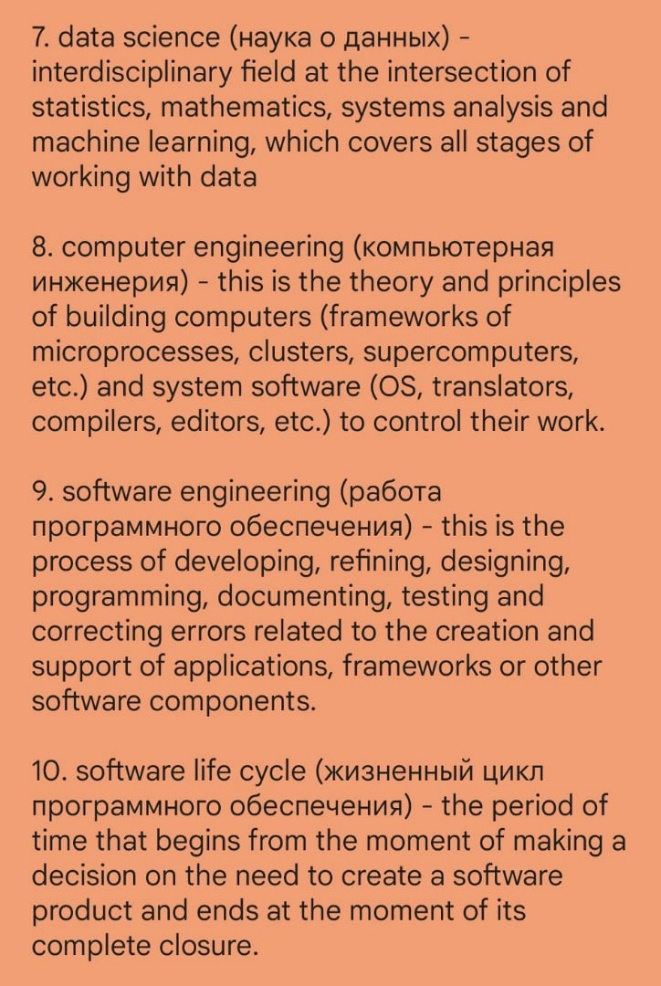 7. data science (наука о данных) -
interdisciplinary field at the intersection of
statistics, mathematics, systems analysis and
machine learning, which covers all stages of
working with data
8. computer engineering (компьютерная
инженерия) - this is the theory and principles
of building computers (frameworks of
microprocesses, clusters, supercomputers,
etc.) and system software (OS, translators,
compilers, editors, etc.) to control their work.
9. software engineering (работа
программного обеспечения) - this is the
process of developing, refining, designing,
programming, documenting, testing and
correcting errors related to the creation and
support of applications, frameworks or other
software components.
10. software life cycle (жизненный цикл
программного обеспечения) - the period of
time that begins from the moment of making a
decision on the need to create a software
product and ends at the moment of its
complete closure.